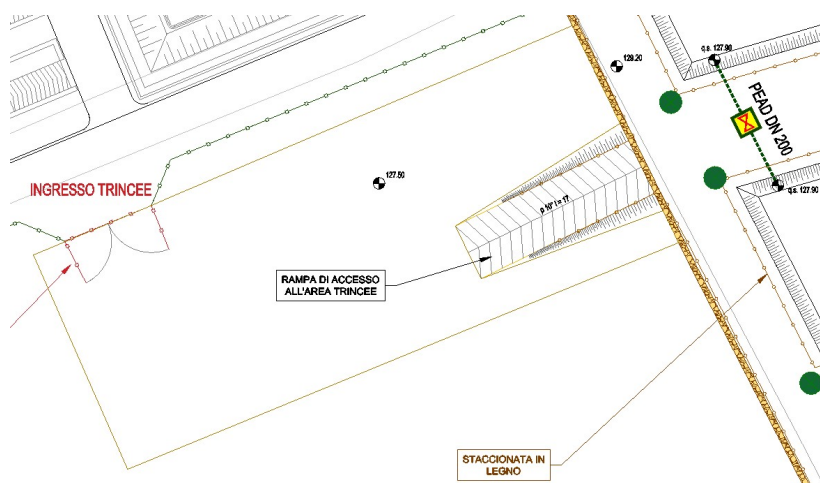 q.s. 127.90
129.20
PEAD DN 200
127.50
INGRESSO TRINCEE
q.s. 127.90
RAMPA DI ACCESSO
ALL'AREA TRINCEE
STACCIONATA IN
LEGNO